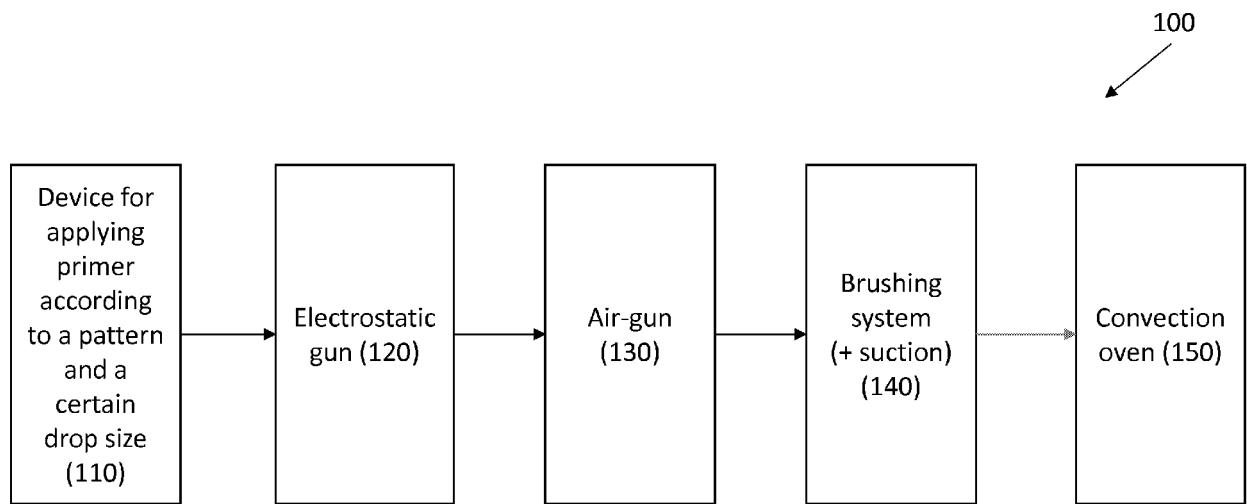 100
Device for
applying
primer
according
to a pattern
and a
certain
drop size
(110)
Electrostatic
gun (120)
Air-gun
(130)
Brushing
system
(+ suction)
(140)
Convection
oven (150)